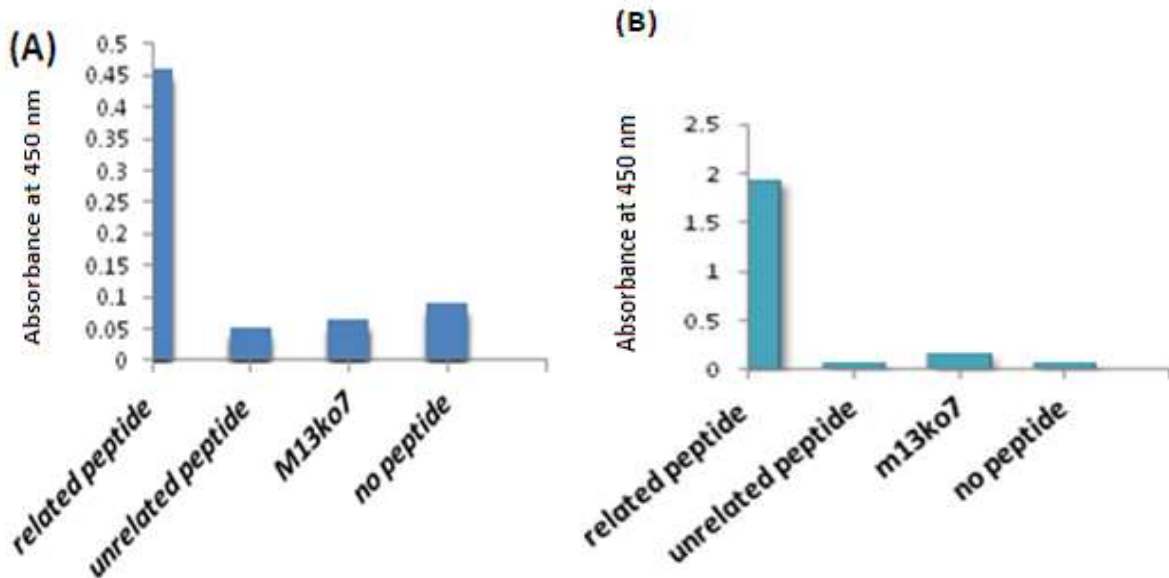 (A)
Absorbance at 450 nm
0.5
0.45
0.4
0.35
0.3
0.25
0.2
0.15
0.1
0.05
0
related peptide
unrelated peptide
M13ko7
no peptide
(B)
Absorbance at 450 nm
2.5
2
1.5
1
0.5
0
related peptide
unrelated peptide
m13ko7
no peptide